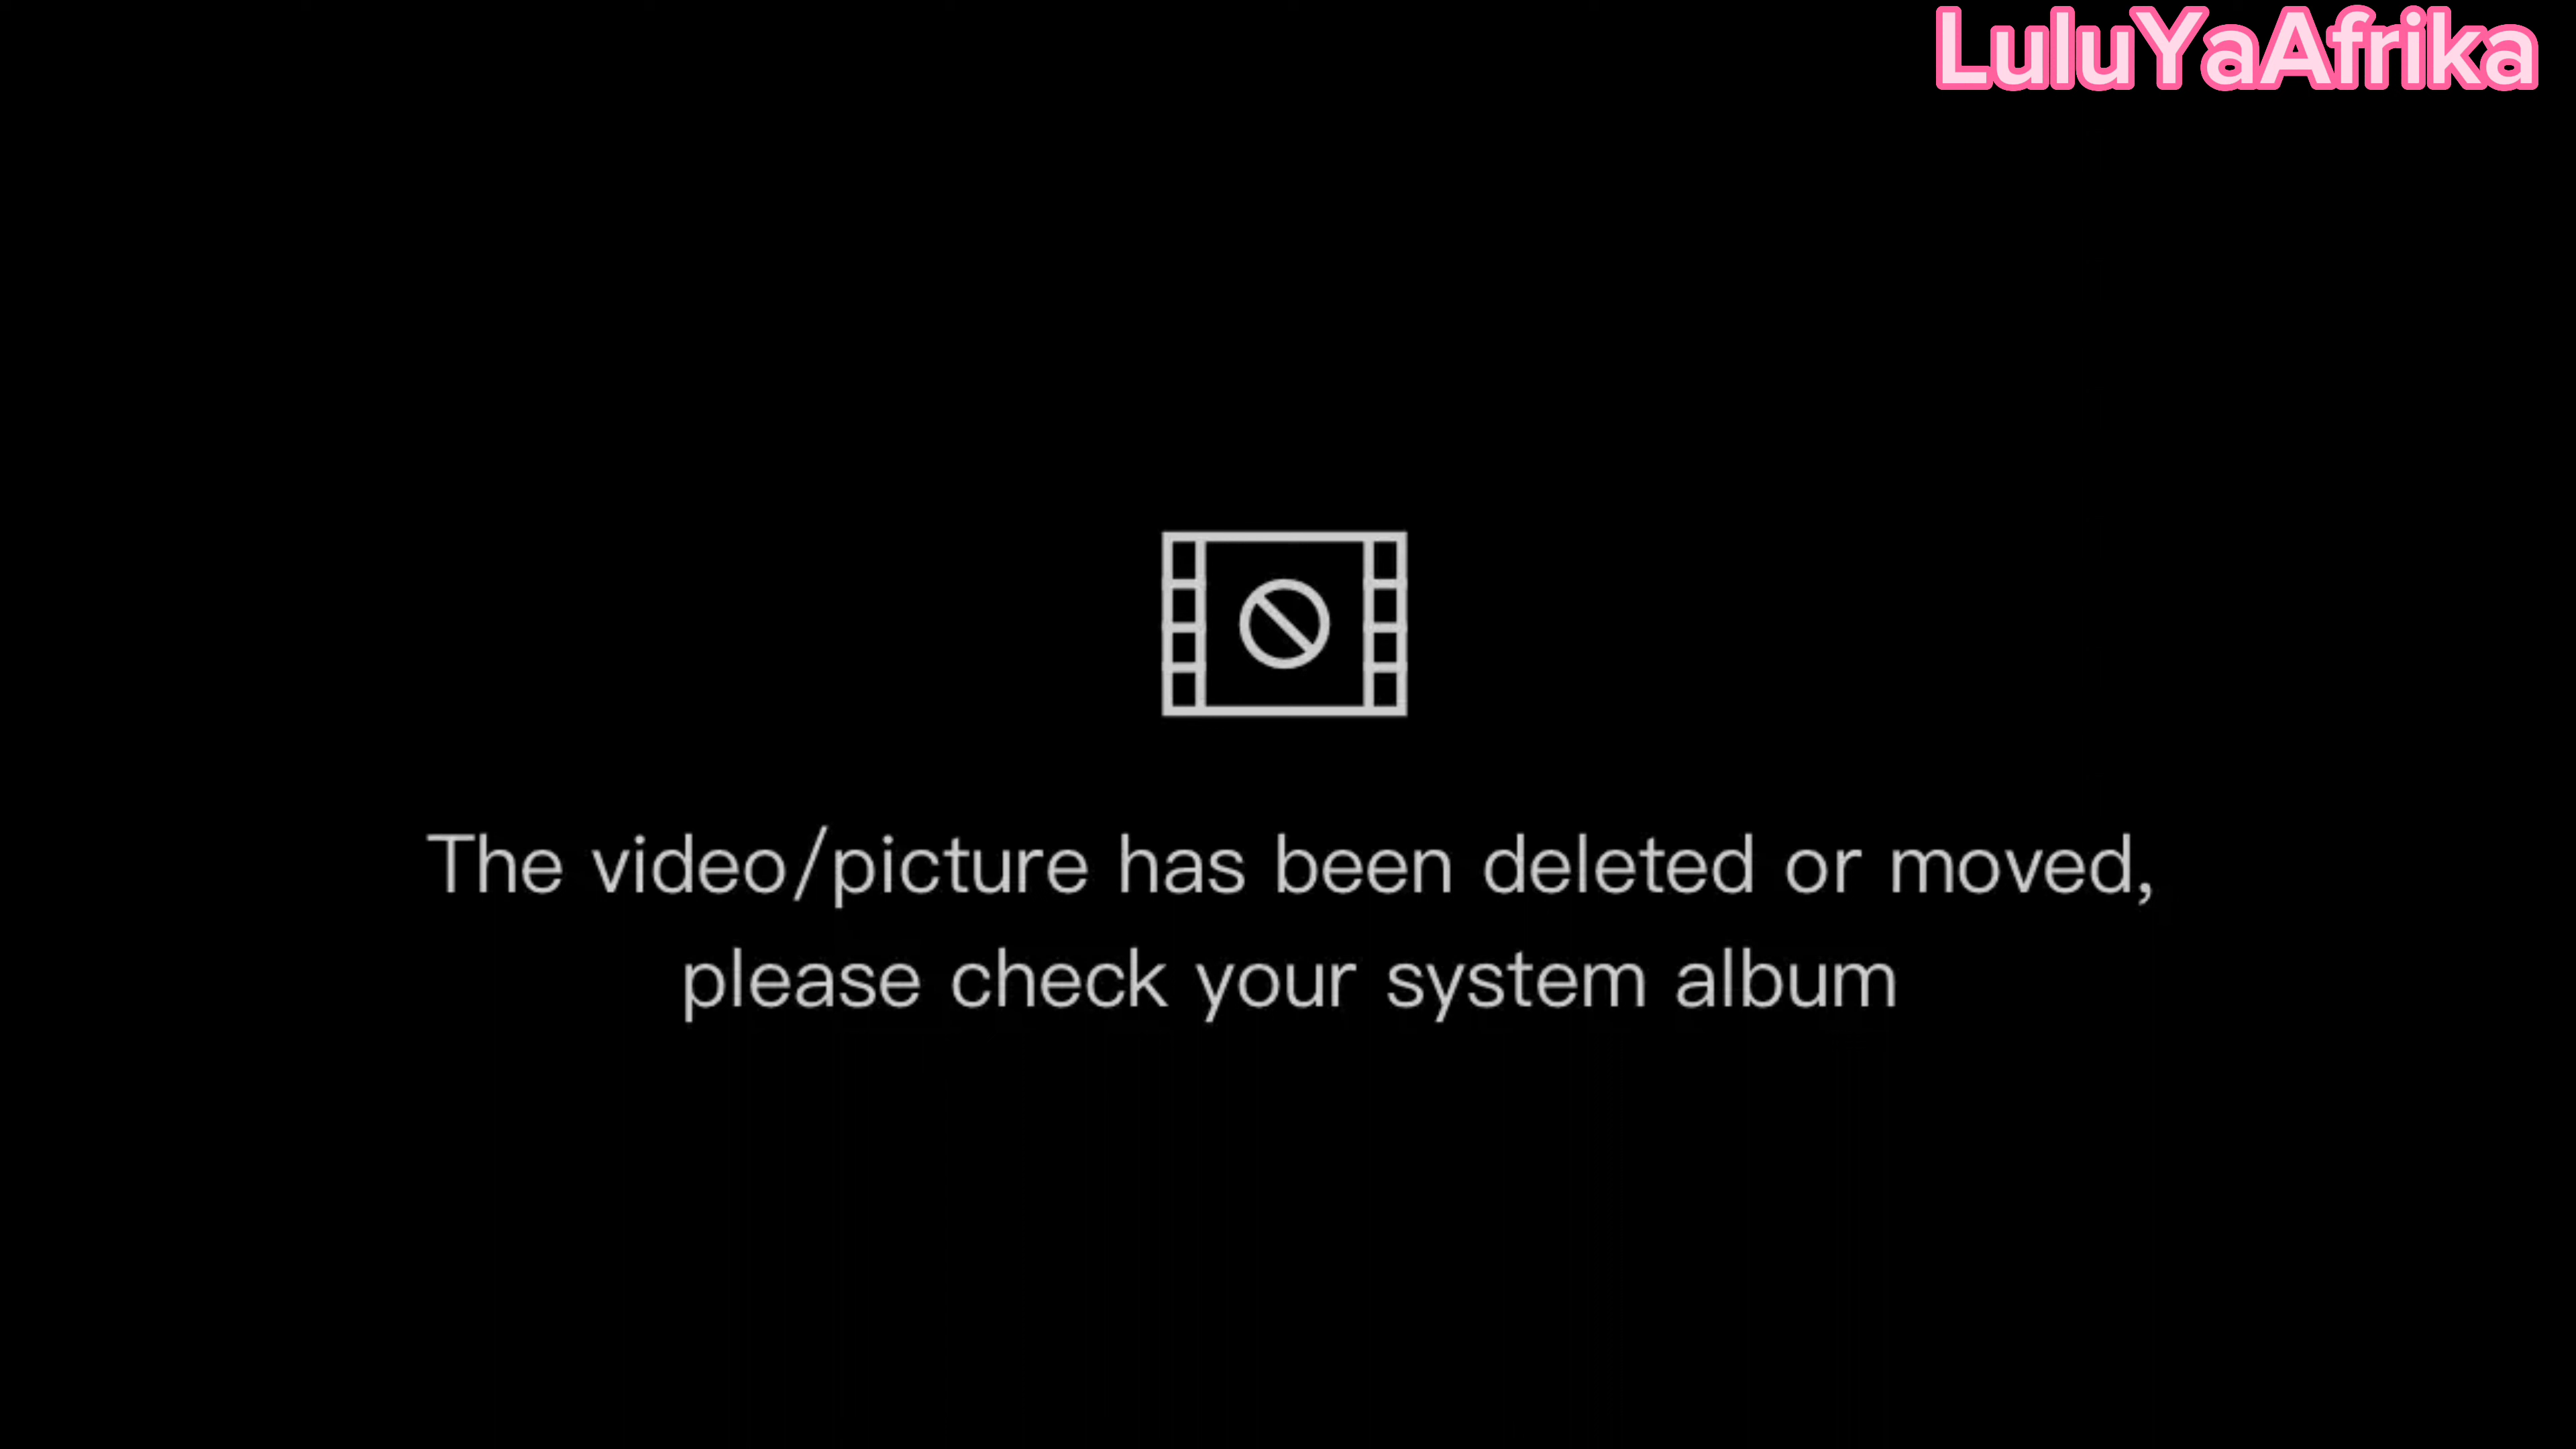 LuluYaAfrika
The video/picture has been deleted or moved,
please check your system album